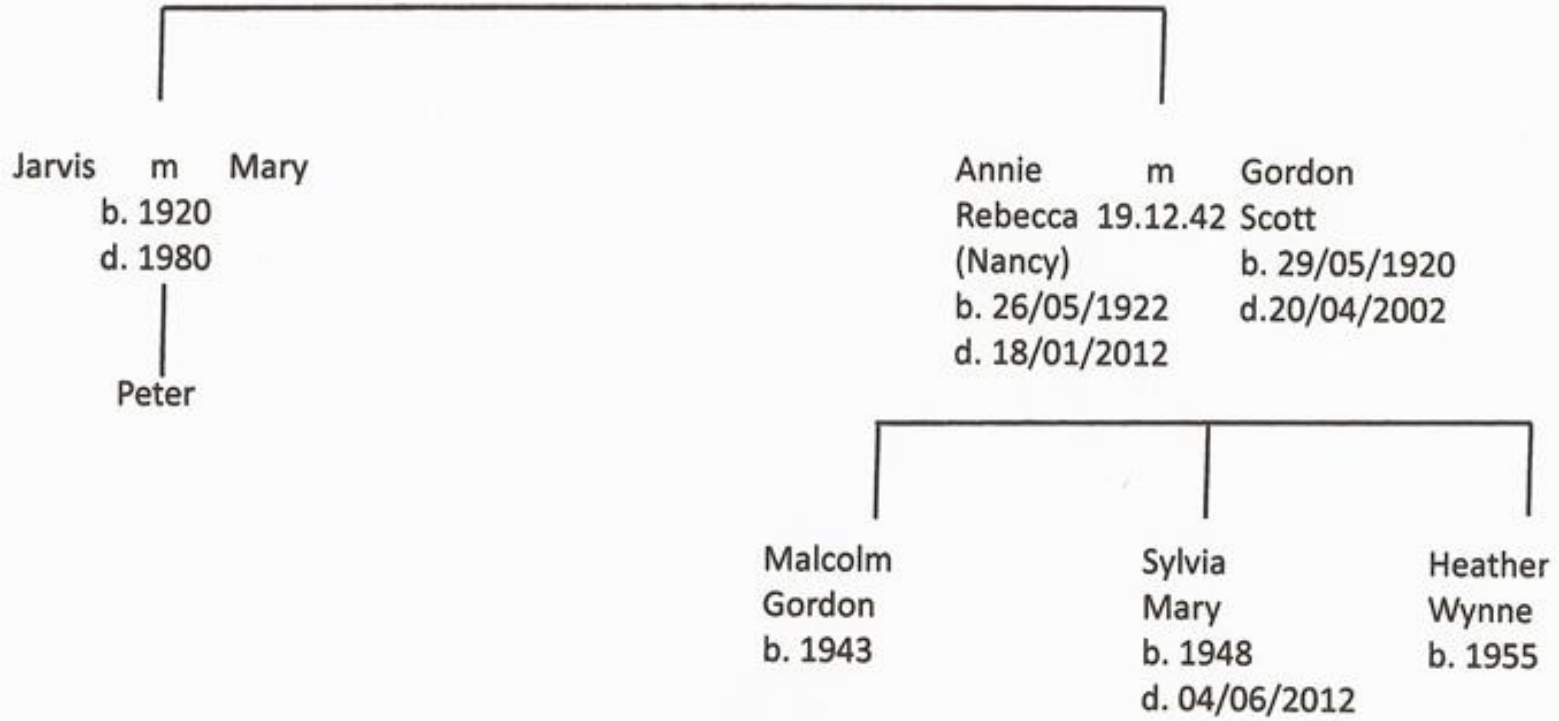 Jarvis m Mary
b. 1920
d. 1980
Peter
Annie m Gordon
Rebecca 19.12.42 Scott
(Nancy) b. 29/05/1920
b. 26/05/1922 d.20/04/2002
d. 18/01/2012
Malcolm
Gordon
b. 1943
Sylvia
Mary
b. 1948
d. 04/06/2012
Heather
Wynne
b. 1955